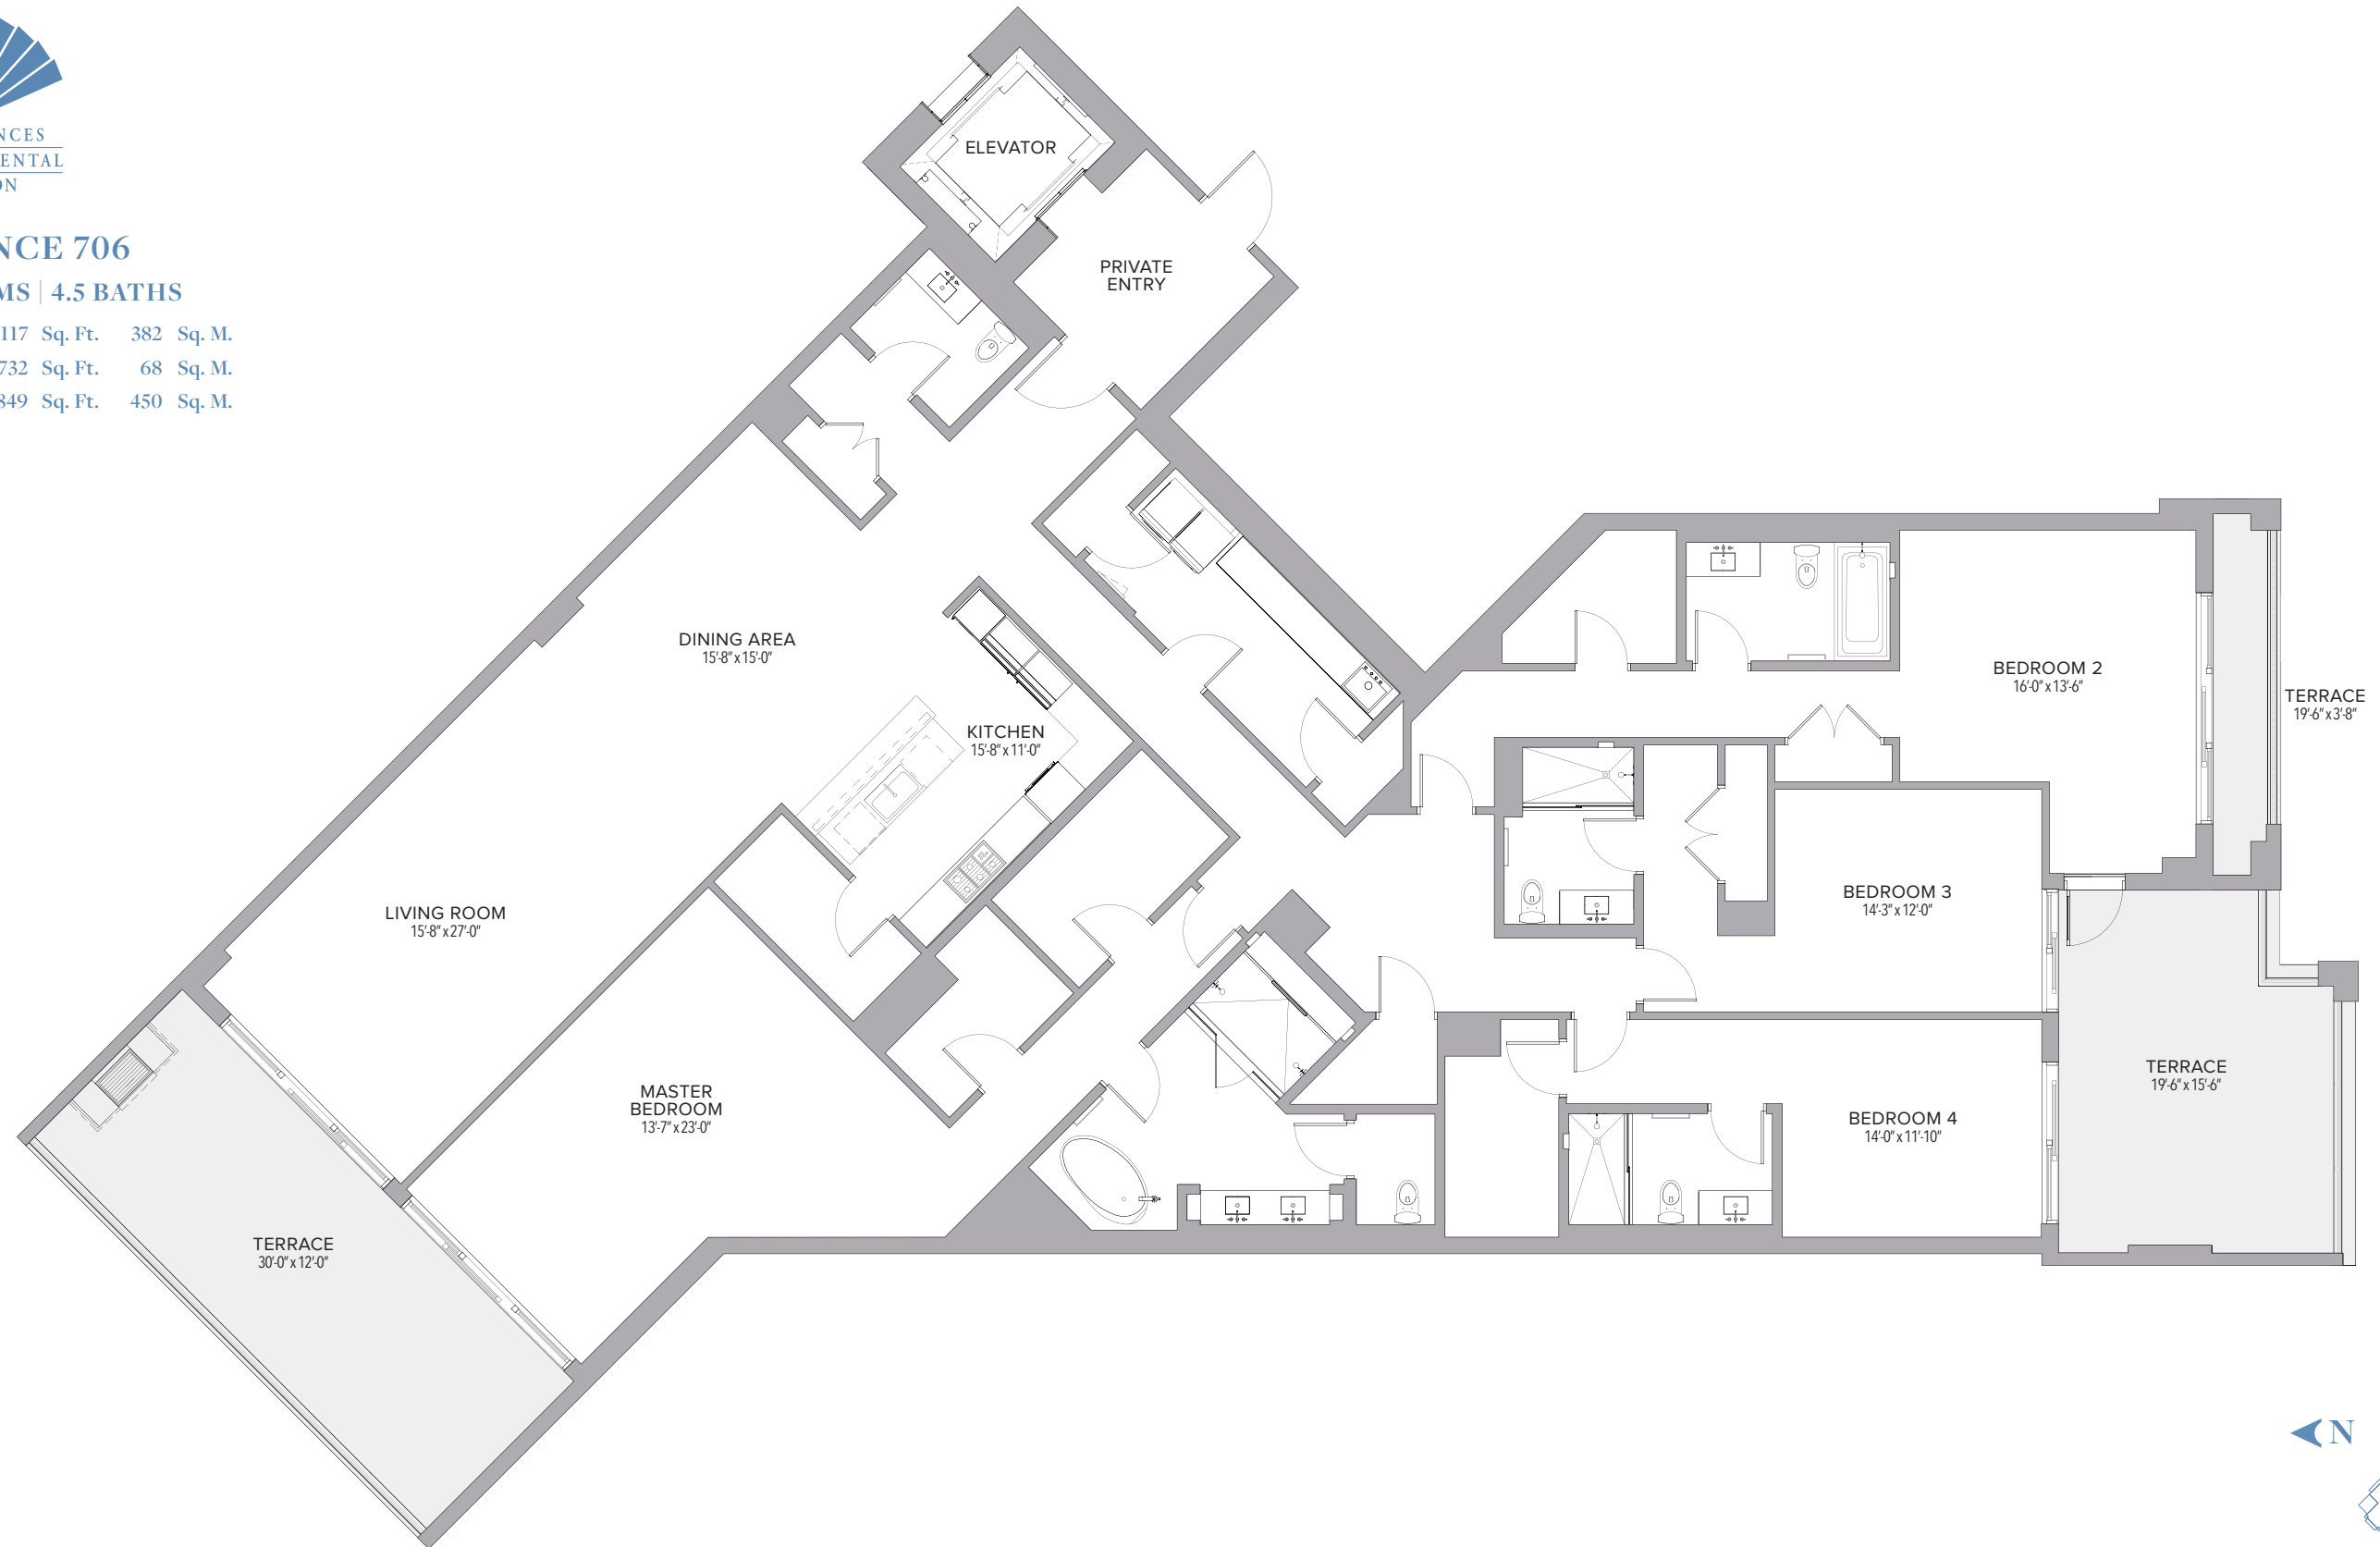 NCES
ENTAL
ON
NCE 706
MS | 4.5 BATHS
117 Sq. Ft. 382 Sq. M.
732 Sq. Ft. 68 Sq. M.
849 Sq. Ft. 450 Sq. M.
ELEVATOR
PRIVATE
ENTRY
DINING AREA
15'-8" x 15'-0"
KITCHEN
15'-8" x 11'-0"
BEDROOM 2
16'-0" x 13'-6"
TERRACE
19'-6" x 3'-8"
LIVING ROOM
15'-8" x 27'-0"
BEDROOM 3
14'-3" x 12'-0"
MASTER
BEDROOM
13'-7" x 23'-0"
TERRACE
19'-6" x 15'-6"
BEDROOM 4
14'-0" x 11'-10"
TERRACE
30'-0" x 12'-0"
N